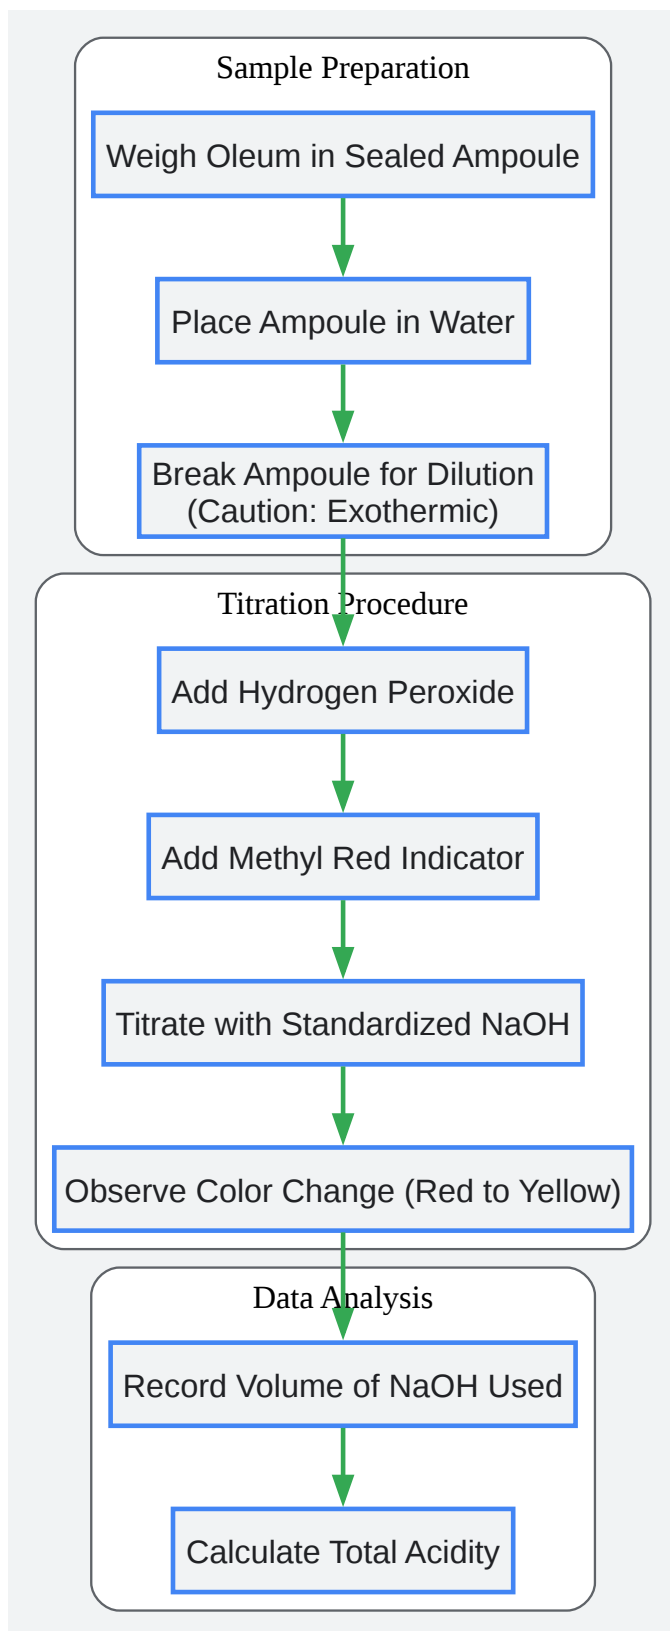 Sample Preparation
Weigh Oleum in Sealed Ampoule
Place Ampoule in Water
Break Ampoule for Dilution
(Caution: Exothermic)
Titration Procedure
Add Hydrogen Peroxide
Add Methyl Red Indicator
Titrate with Standardized NaOH
Observe Color Change (Red to Yellow)
Data Analysis
Record Volume of NaOH Used
Calculate Total Acidity